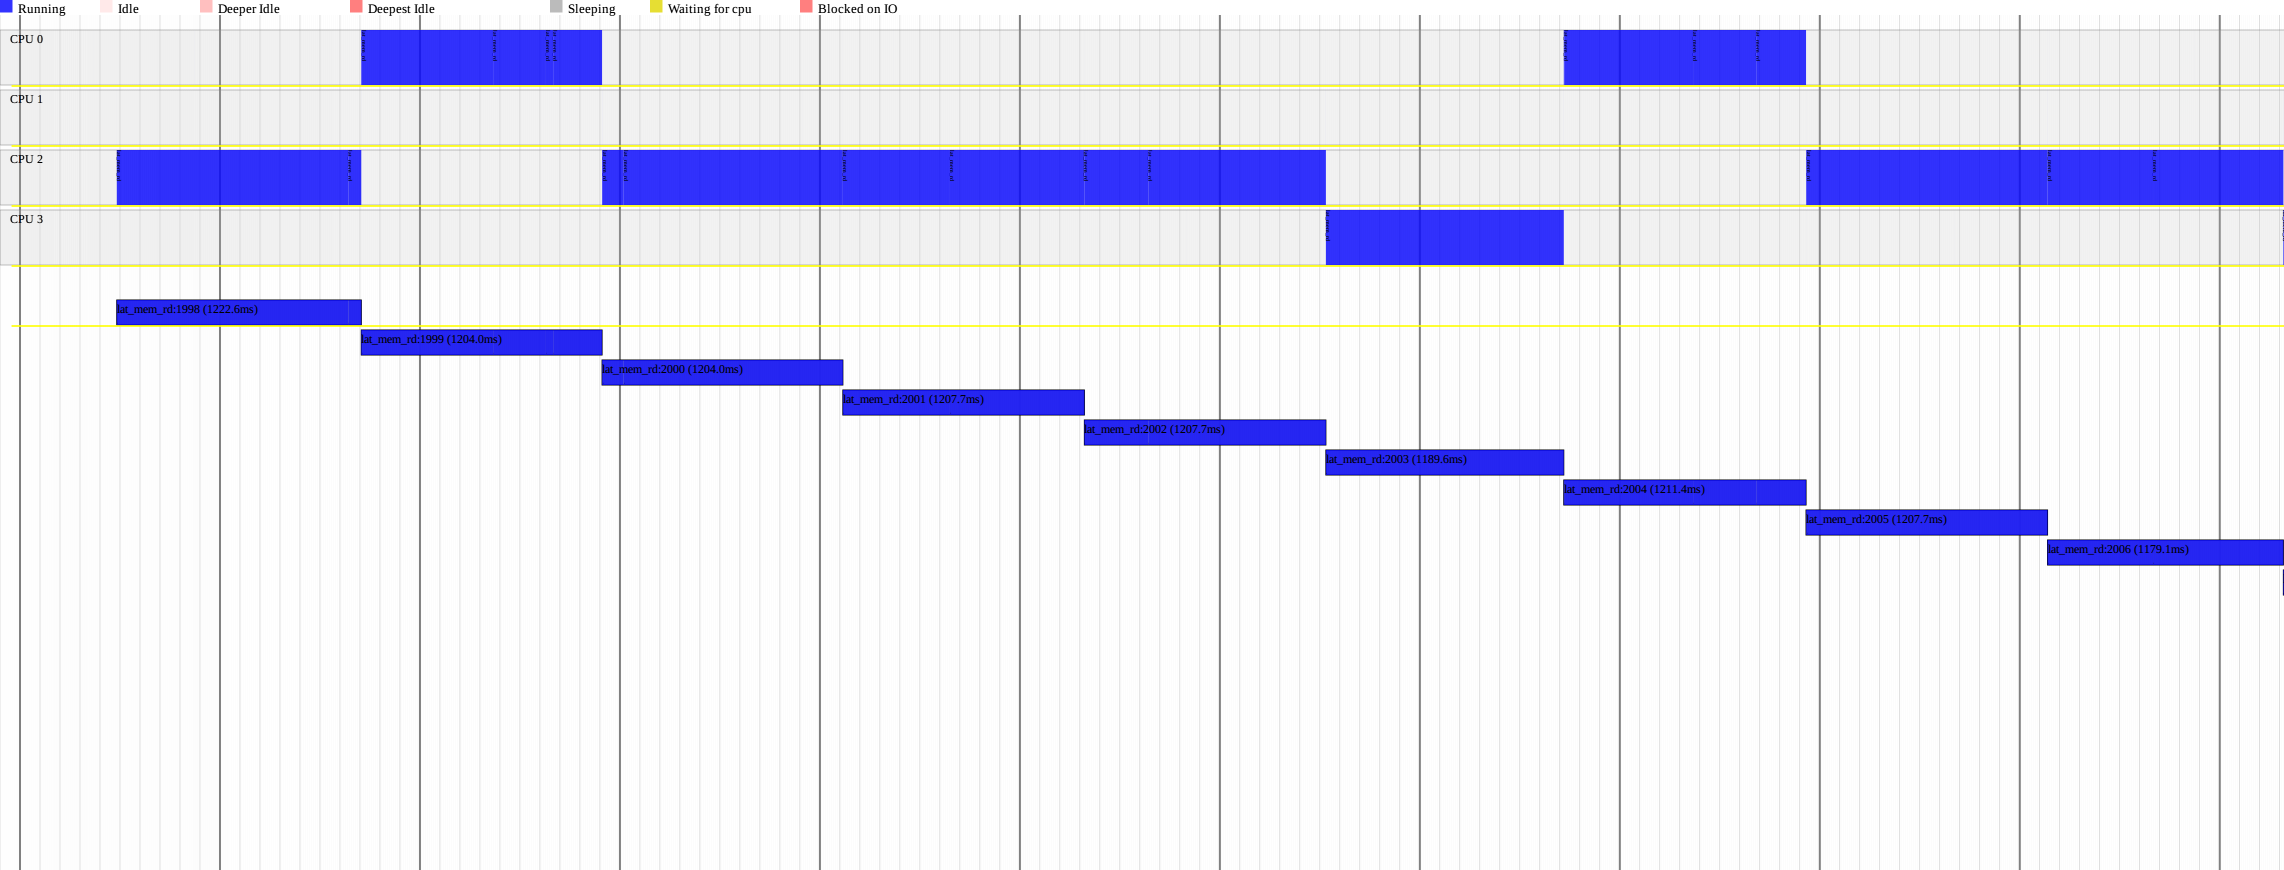 Running Idle Deeper Idle Deepest Idle Sleeping Waiting for cpu Blocked on IO
CPU 0
CPU 1
CPU 2
CPU 3
lat_mem_rd:1998 (1222.6ms)
lat_mem_rd:1999 (1204.0ms)
lat_mem_rd:2000 (1204.0ms)
lat_mem_rd:2001 (1207.7ms)
lat_mem_rd:2002 (1207.7ms)
lat_mem_rd:2003 (1189.6ms)
lat_mem_rd:2004 (1211.4ms)
lat_mem_rd:2005 (1207.7ms)
lat_mem_rd:2006 (1179.1ms)